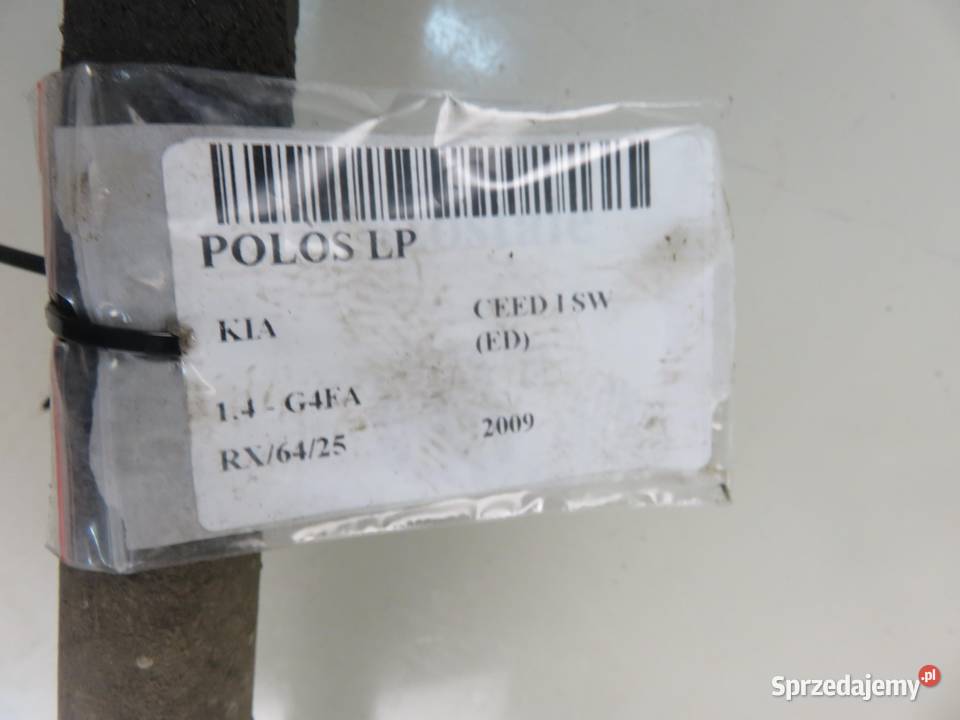 POLOS LP
KIA
CEED I SW
(ED)
1.4 - G4FA
RX/64/25
2009
Sprzedajemy.pl